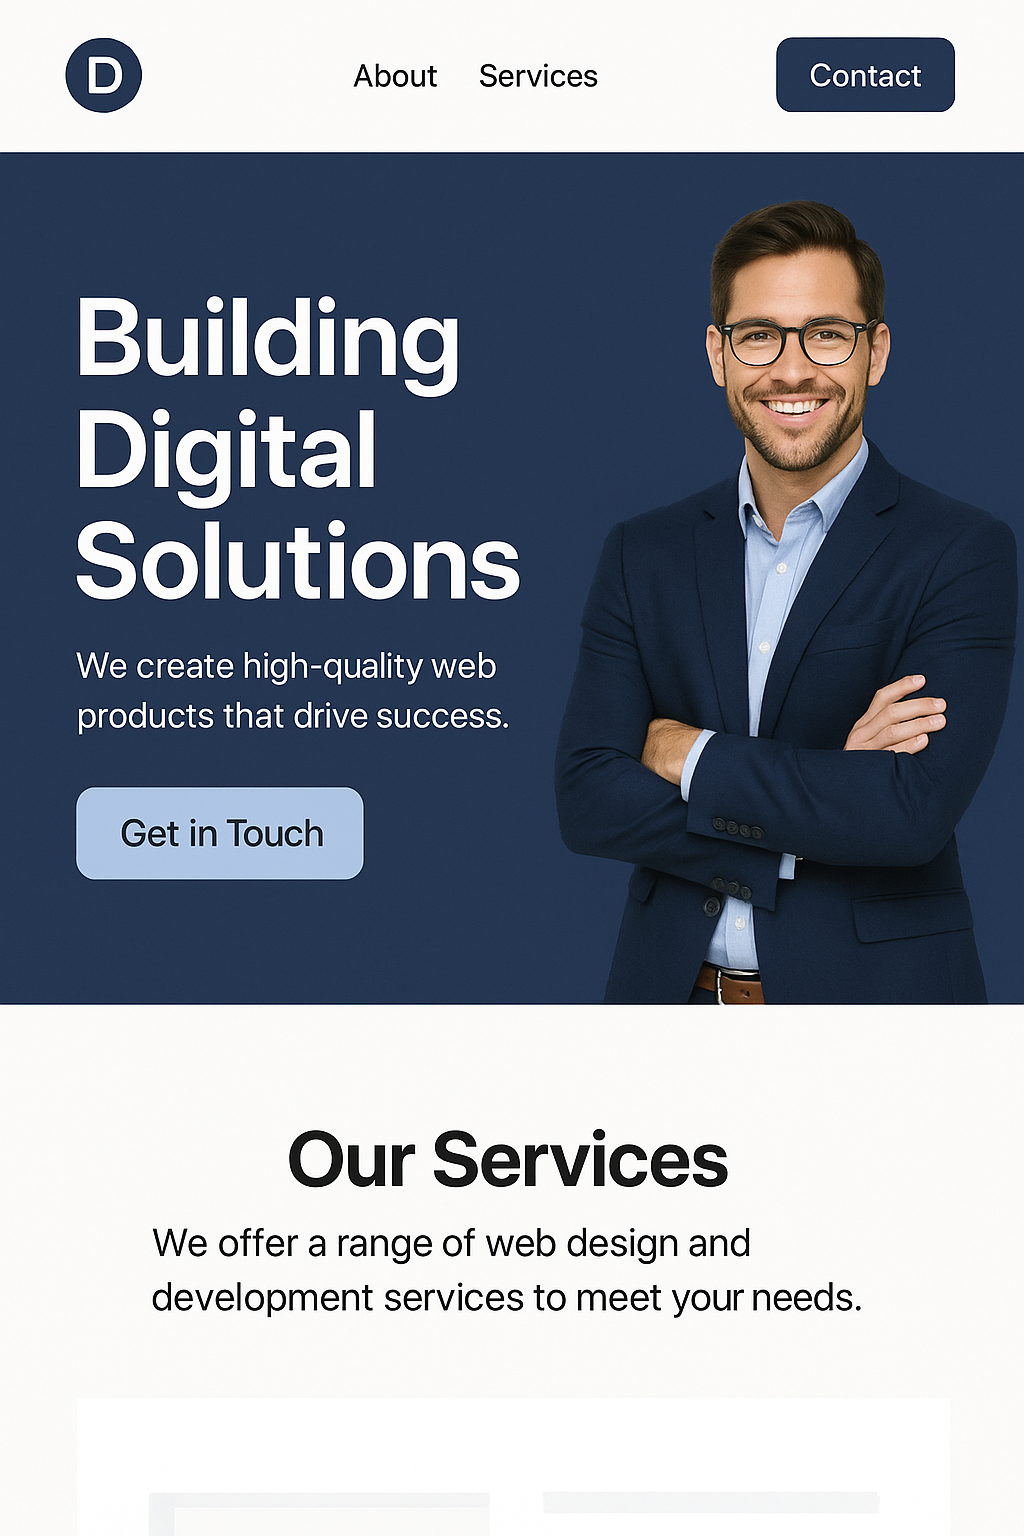 D
About Services
Contact
Building
Digital
Solutions
We create high-quality web
products that drive success.
Get in Touch
Our Services
We offer a range of web design and
development services to meet your needs.